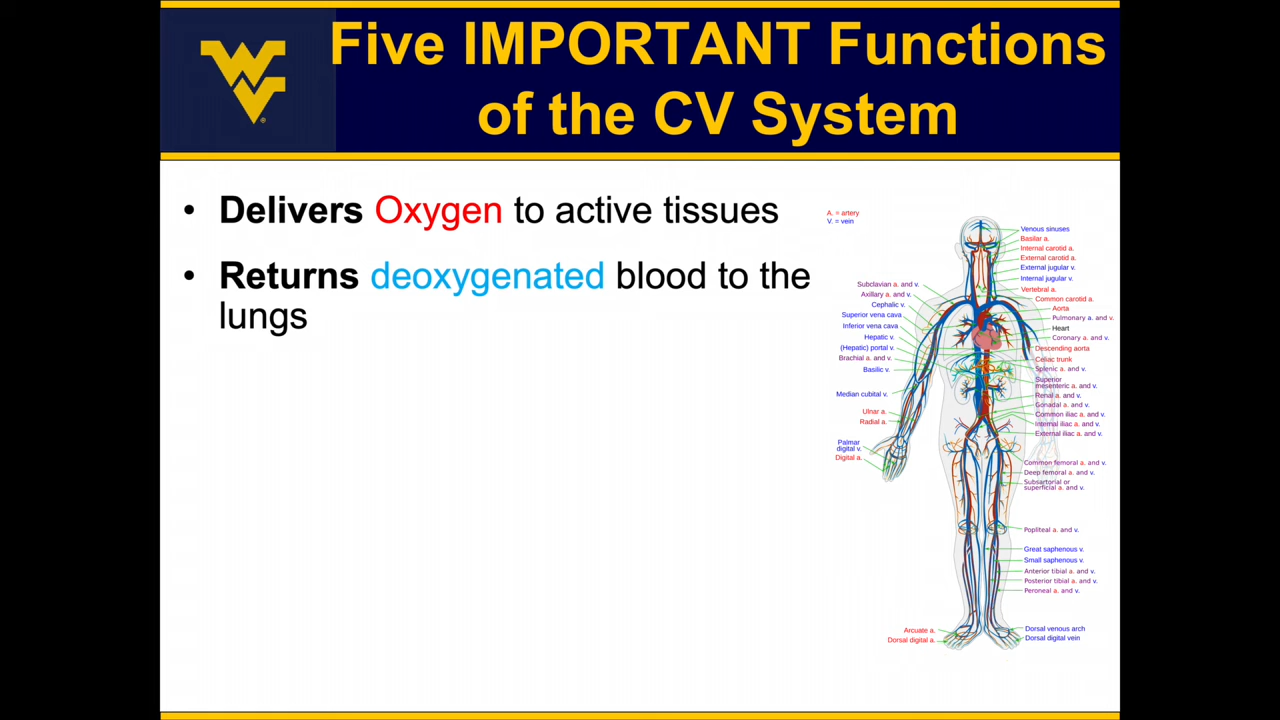 Five IMPORTANT Functions
of the CV System
• Delivers Oxygen to active tissues
• Returns deoxygenated blood to the
lungs
A. = artery
V. = vein
Subclavian a. and v.
Axillary a. and v.
Cephalic v.
Superior vena cava
Inferior vena cava
Hepatic v.
(Hepatic) portal v.
Brachial a. and v.
Basilic v.
Median cubital v.
Ulnar a.
Radial a.
Palmar
digital v.
Digital a.
Arcuate a.
Dorsal digital a.
Venous sinuses
Basilar a.
Internal carotid a.
External carotid a.
External jugular v.
Internal jugular v.
Vertebral a.
Common carotid a.
Aorta
Pulmonary a. and v.
Heart
Coronary a. and v.
Descending aorta
Celiac trunk
Splenic a. and v.
Superior
mesenteric a. and v.
Renal a. and v.
Gonadal a. and v.
Common iliac a. and v.
Internal iliac a. and v.
External iliac a. and v.
Common femoral a. and v.
Deep femoral a. and v.
Subsartorial or
superficial a. and v.
Popliteal a. and v.
Great saphenous v.
Small saphenous v.
Anterior tibial a. and v.
Posterior tibial a. and v.
Peroneal a. and v.
Dorsal venous arch
Dorsal digital vein